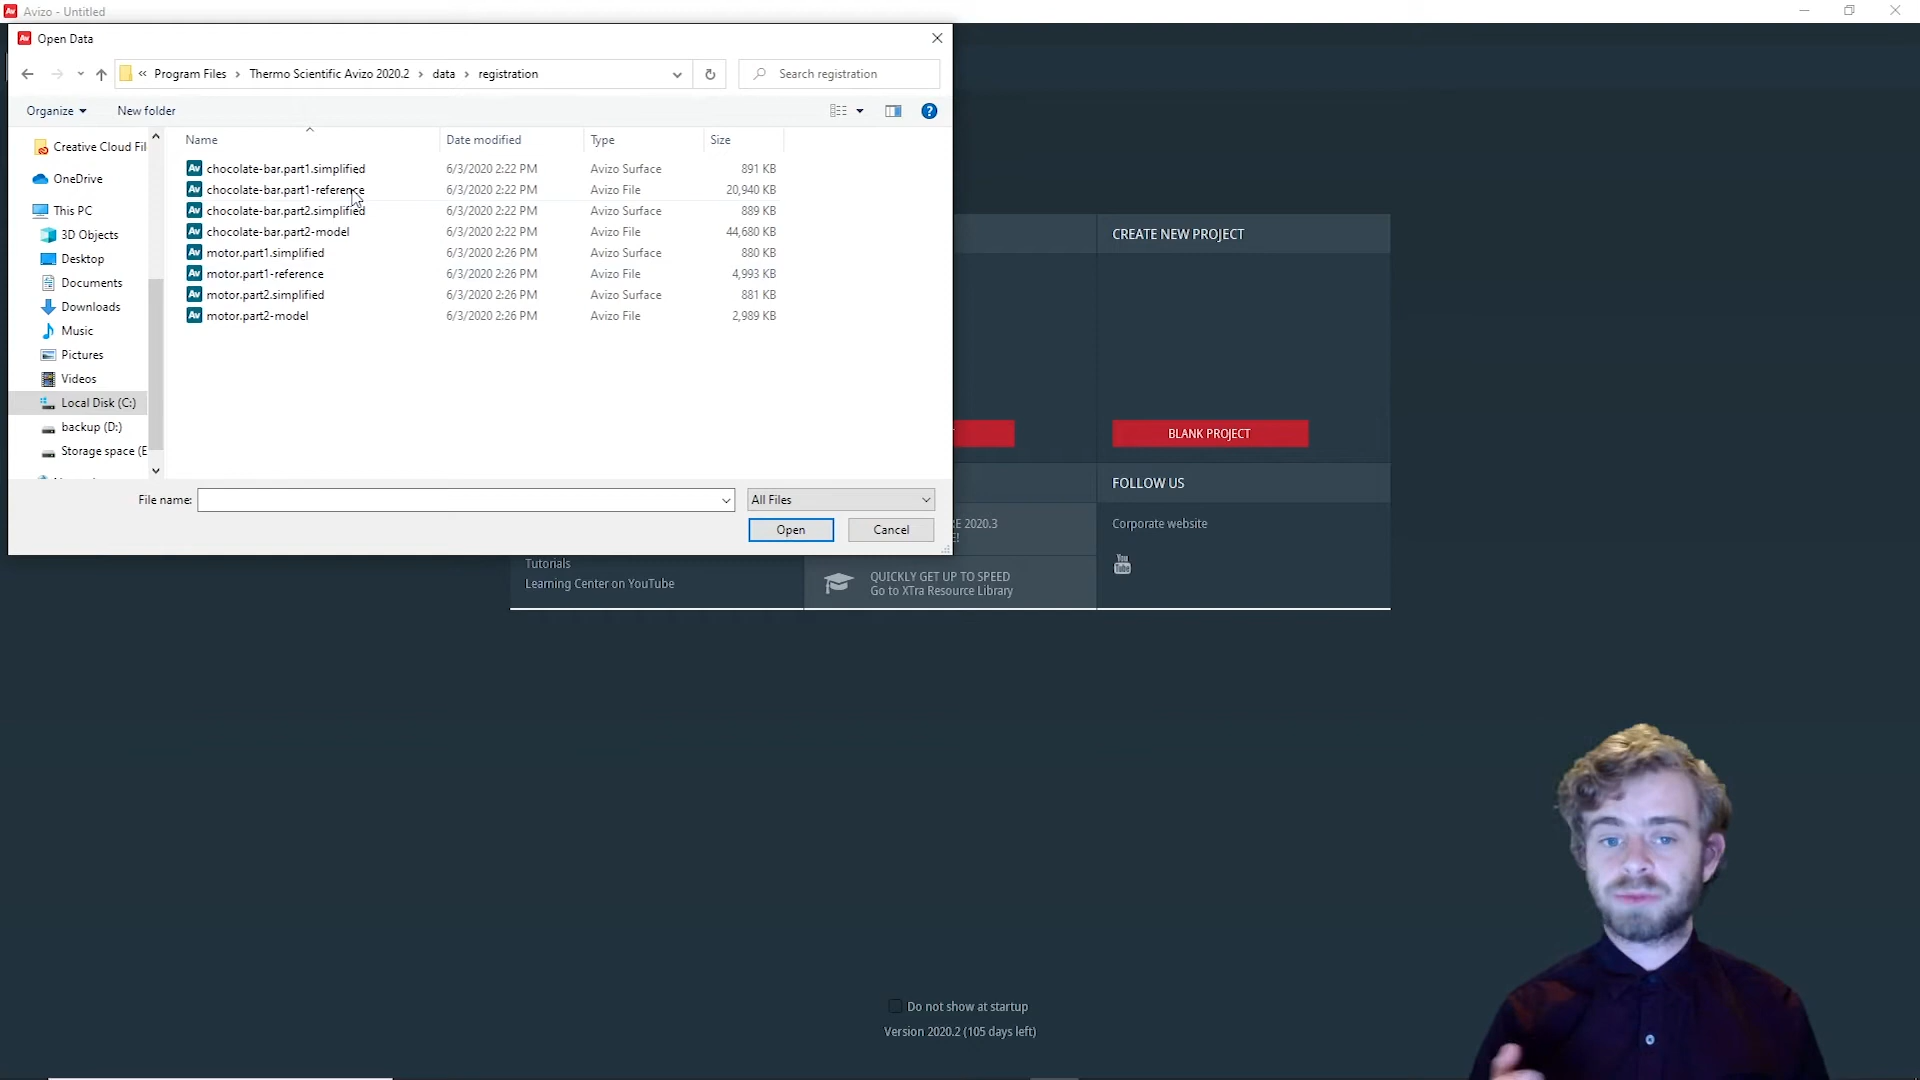 Avizo - Untitled
Open Data
« Program Files › Thermo Scientific Avizo 2020.2 › data › registration
Search registration
Organize
New folder
Name Date modified Type Size
chocolate-bar.part1.simplified 6/3/2020 2:22 PM Avizo Surface 891 KB
chocolate-bar.part1-reference 6/3/2020 2:22 PM Avizo File 20,940 KB
chocolate-bar.part2.simplified 6/3/2020 2:22 PM Avizo Surface 889 KB
chocolate-bar.part2-model 6/3/2020 2:22 PM Avizo File 44,680 KB
motor.part1.simplified 6/3/2020 2:26 PM Avizo Surface 880 KB
motor.part1-reference 6/3/2020 2:26 PM Avizo File 4,993 KB
motor.part2.simplified 6/3/2020 2:26 PM Avizo Surface 881 KB
motor.part2-model 6/3/2020 2:26 PM Avizo File 2,989 KB
Creative Cloud Fil
OneDrive
This PC
3D Objects
Desktop
Documents
Downloads
Music
Pictures
Videos
Local Disk (C:)
backup (D:)
Storage space (E
File name:
All Files
Open
Cancel
CREATE NEW PROJECT
BLANK PROJECT
FOLLOW US
Corporate website
You
Tube
RE 2020.3
E!
Tutorials
Learning Center on YouTube
QUICKLY GET UP TO SPEED
Go to XTra Resource Library
Do not show at startup
Version 2020.2 (105 days left)